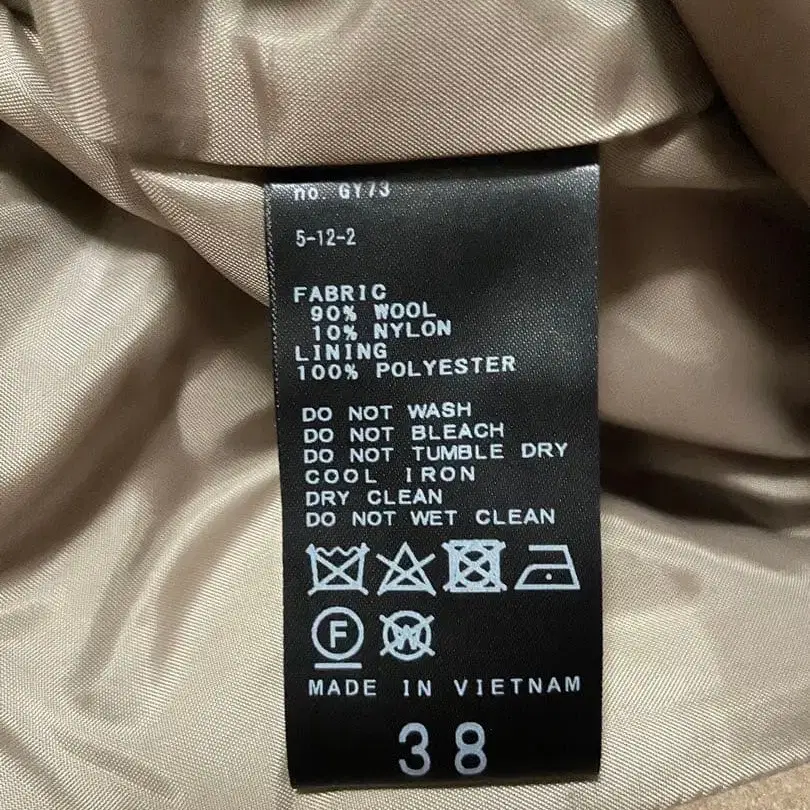 no. GY73
5-12-2
FABRIC
90% WOOL
10% NYLON
LINING
100% POLYESTER
DO NOT WASH
DO NOT BLEACH
DO NOT TUMBLE DRY
COOL IRON
DRY CLEAN
DO NOT WET CLEAN
F W
MADE IN VIETNAM
38